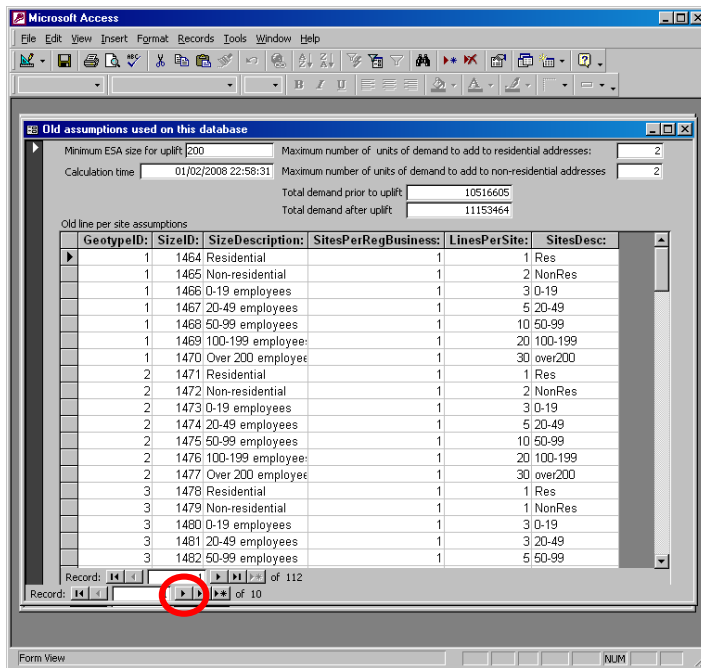 Microsoft Access
File Edit View Insert Format Records Tools Window Help
B I U
Old assumptions used on this database
Minimum ESA size for uplift 200 Maximum number of units of demand to add to residential addresses: 2
Calculation time 01/02/2008 22:58:31 Maximum number of units of demand to add to non-residential addresses 2
Total demand prior to uplift 10516605
Total demand after uplift 11153464
Old line per site assumptions
GeotypeID: SizeID: SizeDescription: SitesPerRegBusiness: LinesPerSite: SitesDesc:
1 1464 Residential 1 1 Res
1 1465 Non-residential 1 2 NonRes
1 1466 0-19 employees 1 3 0-19
1 1467 20-49 employees 1 5 20-49
1 1468 50-99 employees 1 10 50-99
1 1469 100-199 employee 1 20 100-199
1 1470 Over 200 employee 1 30 over200
2 1471 Residential 1 1 Res
2 1472 Non-residential 1 2 NonRes
2 1473 0-19 employees 1 3 0-19
2 1474 20-49 employees 1 5 20-49
2 1475 50-99 employees 1 10 50-99
2 1476 100-199 employee 1 20 100-199
2 1477 Over 200 employee 1 30 over200
3 1478 Residential 1 1 Res
3 1479 Non-residential 1 1 NonRes
3 1480 0-19 employees 1 3 0-19
3 1481 20-49 employees 1 3 20-49
3 1482 50-99 employees 1 5 50-99
Record: 1 of 112
Record: of 10
Form View NUM